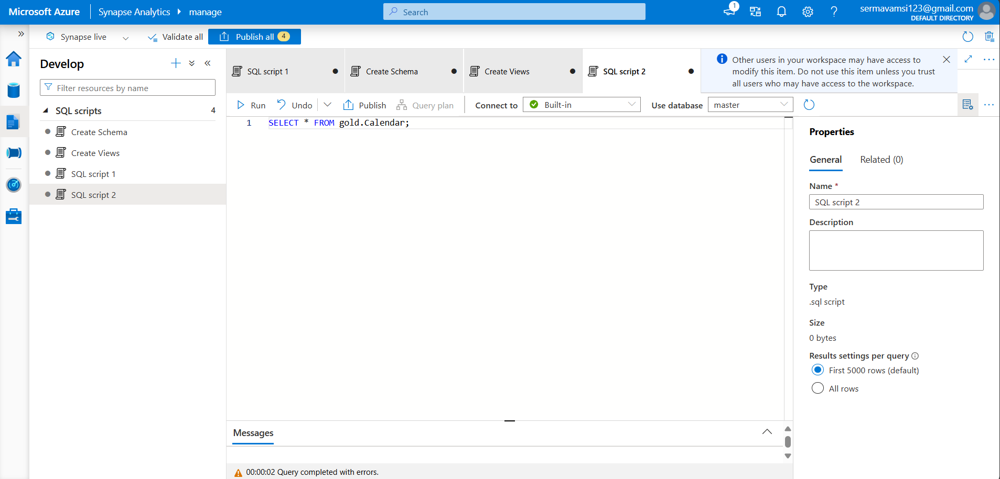 Microsoft Azure
Synapse Analytics
manage
Search
1
sermavamsi123@gmail.com
DEFAULT DIRECTORY
Synapse live
Validate all
Publish all 4
Develop
Filter resources by name
SQL scripts 4
Create Schema
Create Views
SQL script 1
SQL script 2
SQL script 1
Create Schema
Create Views
SQL script 2
Other users in your workspace may have access to
modify this item. Do not use this item unless you trust
all users who may have access to the workspace.
Run
Undo
Publish
Query plan
Connect to
Built-in
Use database
master
1 SELECT * FROM gold.Calendar;
Messages
00:00:02 Query completed with errors.
Properties
General
Related (0)
Name *
SQL script 2
Description
Type
.sql script
Size
0 bytes
Results settings per query
First 5000 rows (default)
All rows